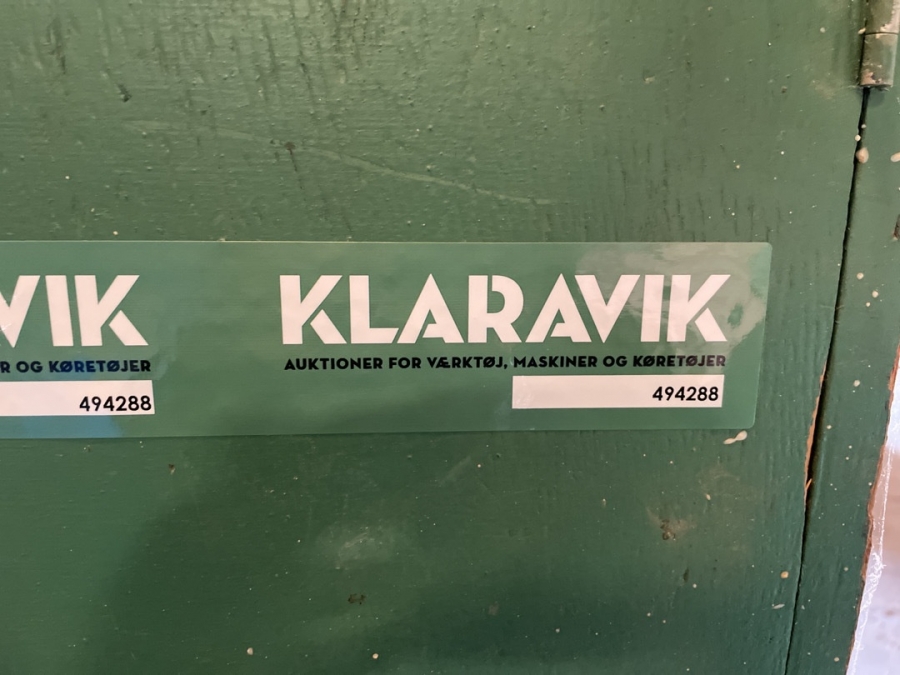 VIK
R OG KØRETØJER
494288
KLARAVIK
AUKTIONER FOR VÆRKTØJ, MASKINER OG KØRETØJER
494288